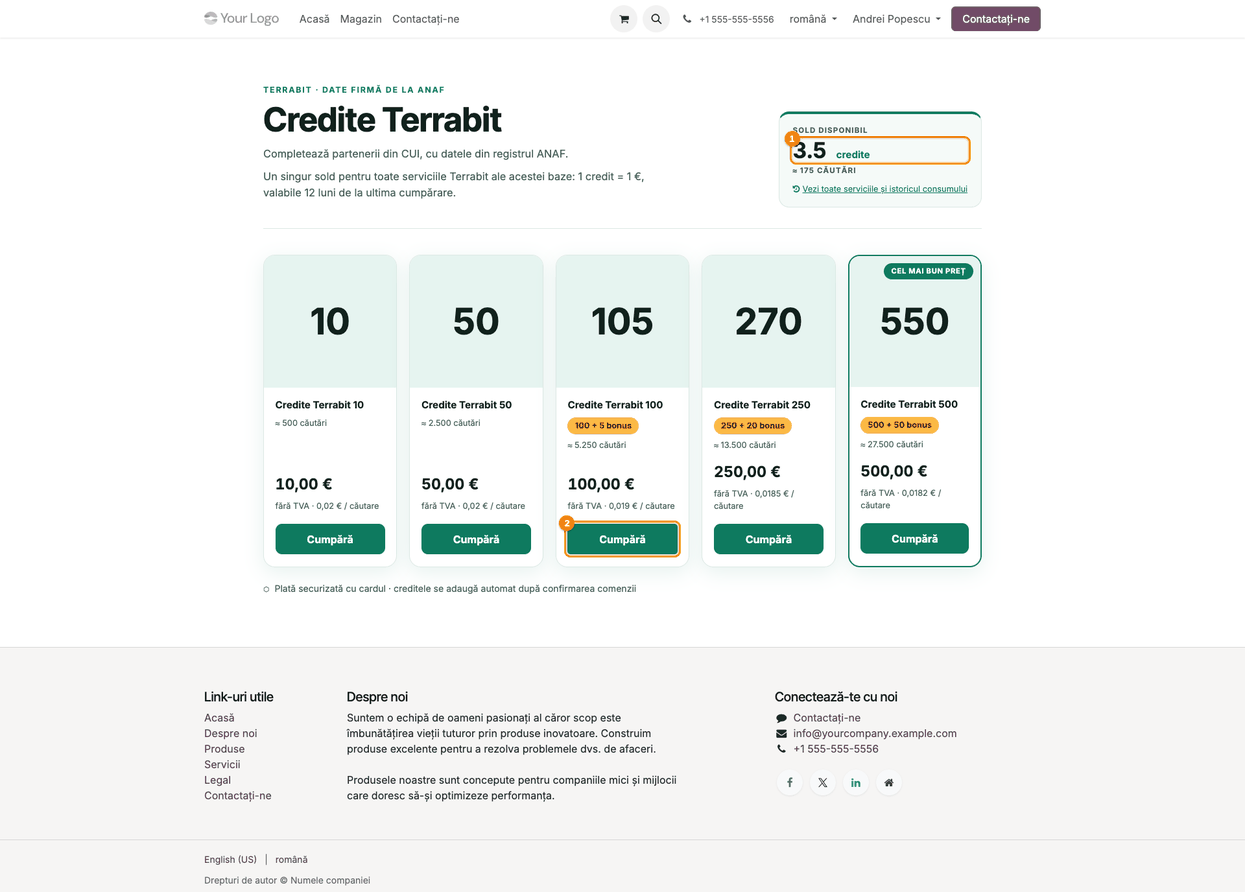 Your Logo
Acasă
Magazin
Contactați-ne
+1 555-555-5556
română
Andrei Popescu
Contactați-ne
TERRABIT · DATE FIRMĂ DE LA ANAF
Credite Terrabit
Completează partenerii din CUI, cu datele din registrul ANAF.
Un singur sold pentru toate serviciile Terrabit ale acestei baze: 1 credit = 1 €,
valabile 12 luni de la ultima cumpărare.
SOLD DISPONIBIL
1
3.5 credite
≈ 175 CĂUTĂRI
Vezi toate serviciile și istoricul consumului
10
Credite Terrabit 10
≈ 500 căutări
10,00 €
fără TVA · 0,02 € / căutare
Cumpără
50
Credite Terrabit 50
≈ 2.500 căutări
50,00 €
fără TVA · 0,02 € / căutare
Cumpără
105
Credite Terrabit 100
100 + 5 bonus
≈ 5.250 căutări
100,00 €
fără TVA · 0,019 € / căutare
2
Cumpără
270
Credite Terrabit 250
250 + 20 bonus
≈ 13.500 căutări
250,00 €
fără TVA · 0,0185 € /
căutare
Cumpără
CEL MAI BUN PREȚ
550
Credite Terrabit 500
500 + 50 bonus
≈ 27.500 căutări
500,00 €
fără TVA · 0,0182 € /
căutare
Cumpără
Plată securizată cu cardul · creditele se adaugă automat după confirmarea comenzii
Link-uri utile
Acasă
Despre noi
Produse
Servicii
Legal
Contactați-ne
Despre noi
Suntem o echipă de oameni pasionați al căror scop este
îmbunătățirea vieții tuturor prin produse inovatoare. Construim
produse excelente pentru a rezolva problemele dvs. de afaceri.
Produsele noastre sunt concepute pentru companiile mici și mijlocii
care doresc să-și optimizeze performanța.
Conectează-te cu noi
Contactați-ne
info@yourcompany.example.com
+1 555-555-5556
English (US) | română
Drepturi de autor © Numele companiei